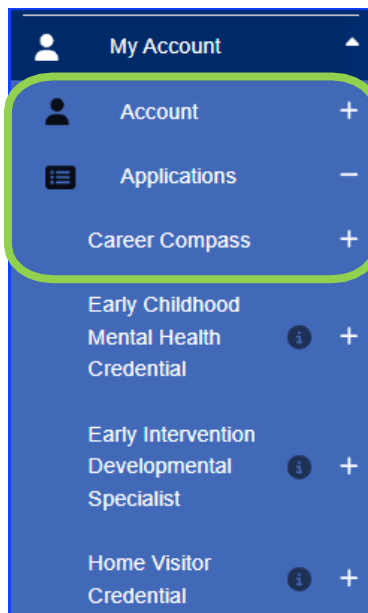 My Account
Account +
Applications −
Career Compass +
Early Childhood
Mental Health i +
Credential
Early Intervention
Developmental i +
Specialist
Home Visitor
Credential i +